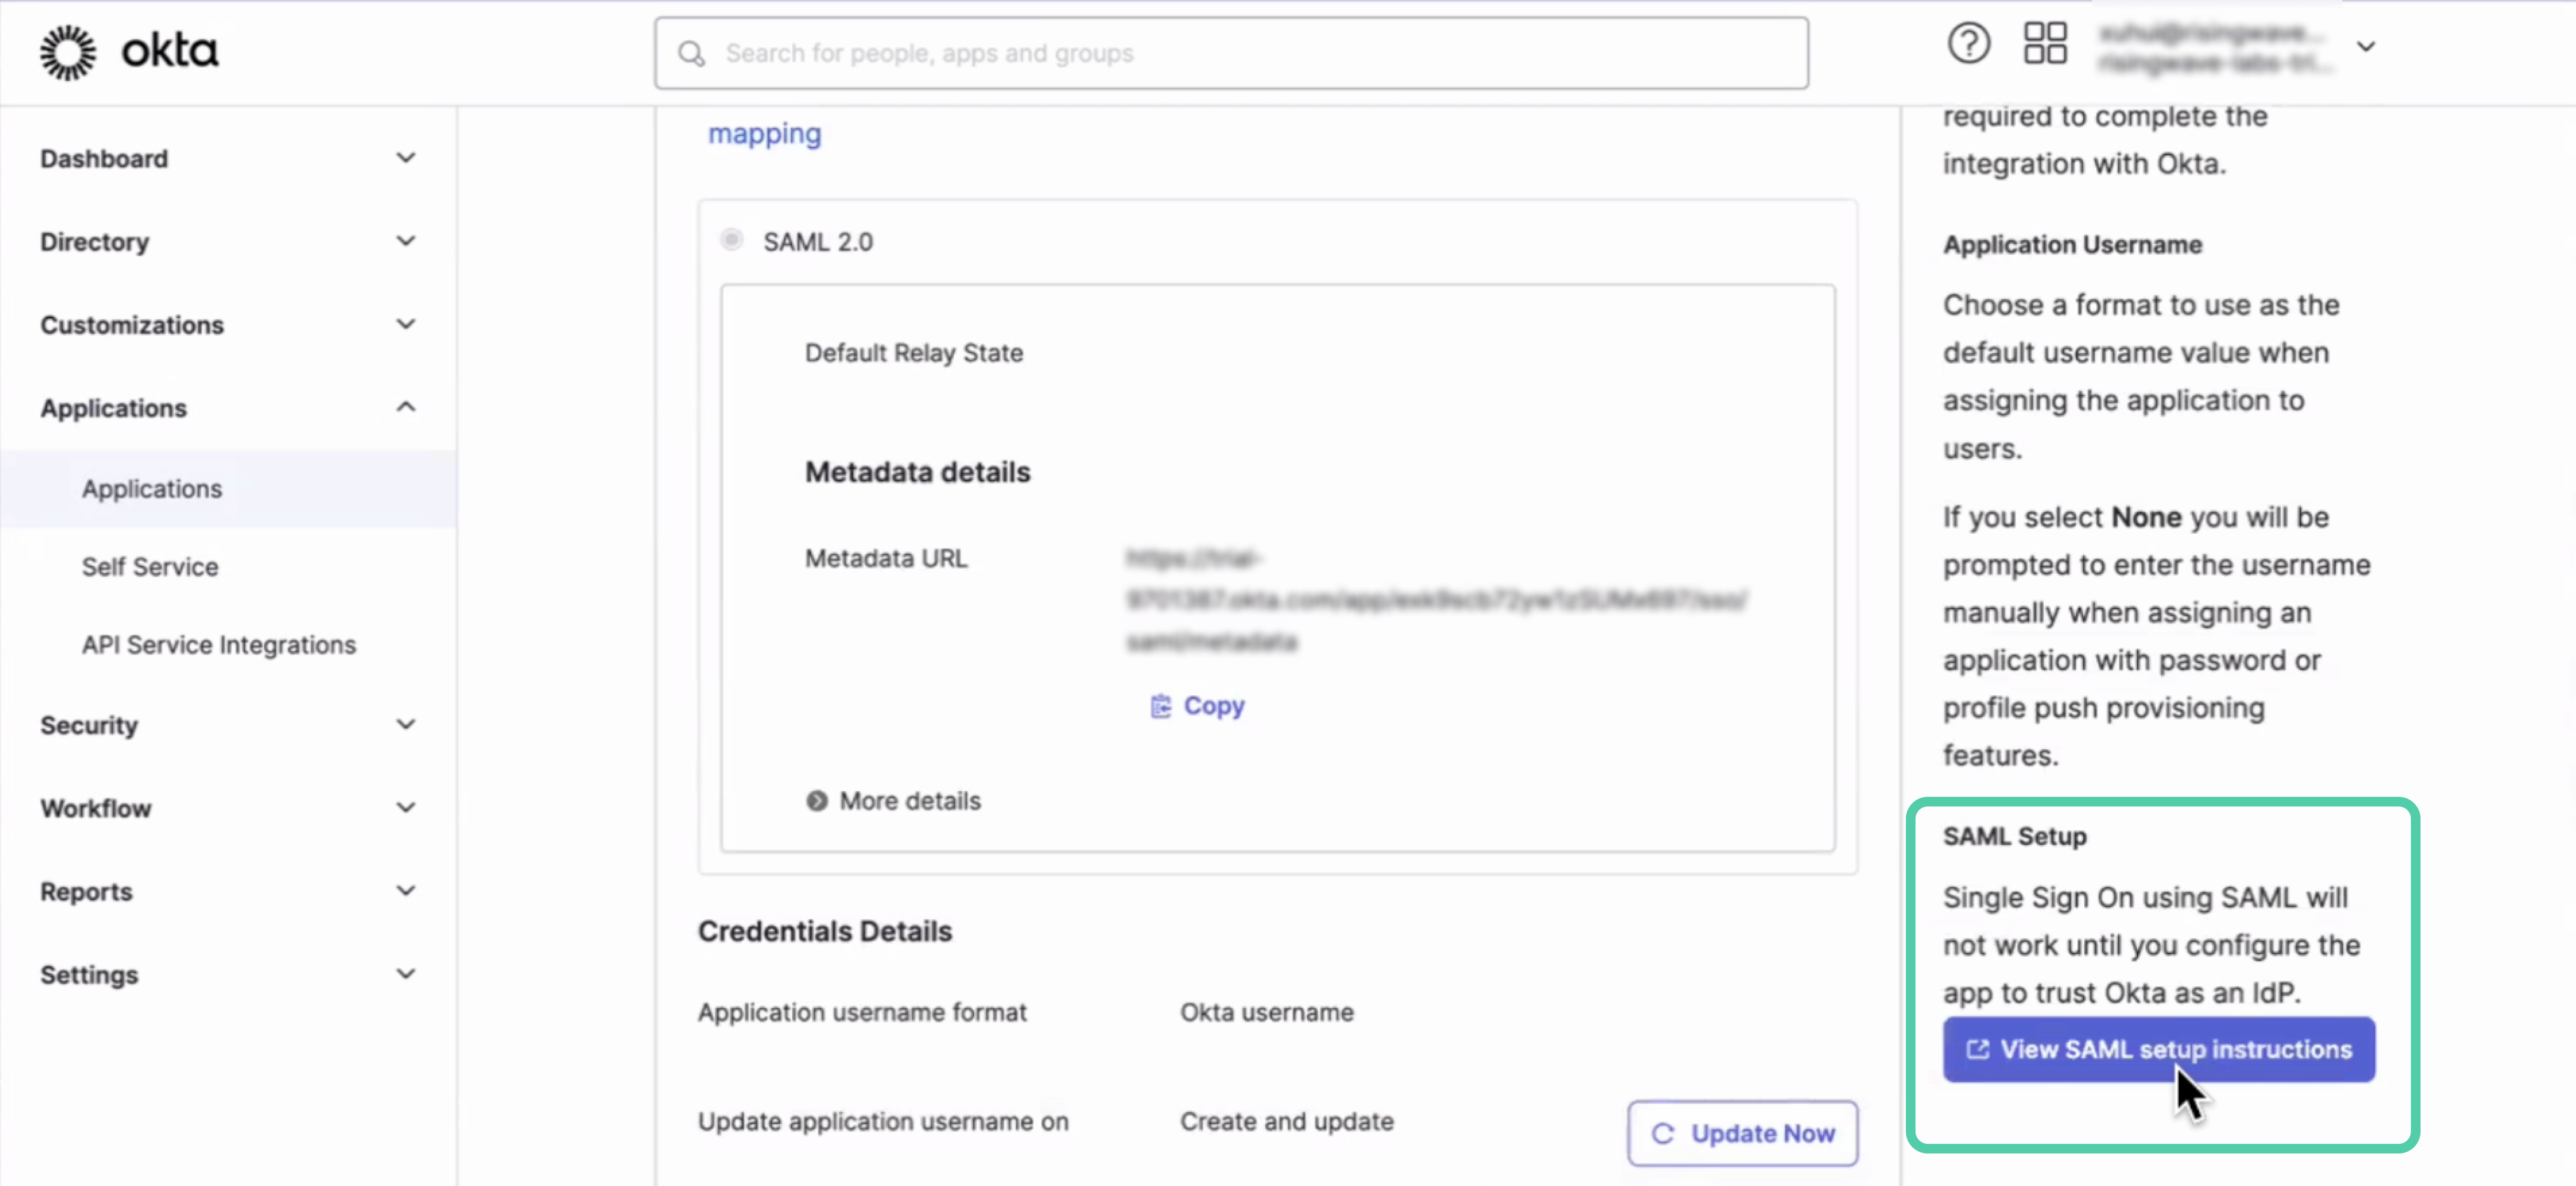 okta
Search for people, apps and groups
Dashboard
Directory
Customizations
Applications
Applications
Self Service
API Service Integrations
Security
Workflow
Reports
Settings
mapping
SAML 2.0
Default Relay State
Metadata details
Metadata URL
Copy
More details
Credentials Details
Application username format
Okta username
Update application username on
Create and update
Update Now
required to complete the
integration with Okta.
Application Username
Choose a format to use as the
default username value when
assigning the application to
users.
If you select None you will be
prompted to enter the username
manually when assigning an
application with password or
profile push provisioning
features.
SAML Setup
Single Sign On using SAML will
not work until you configure the
app to trust Okta as an IdP.
View SAML setup instructions